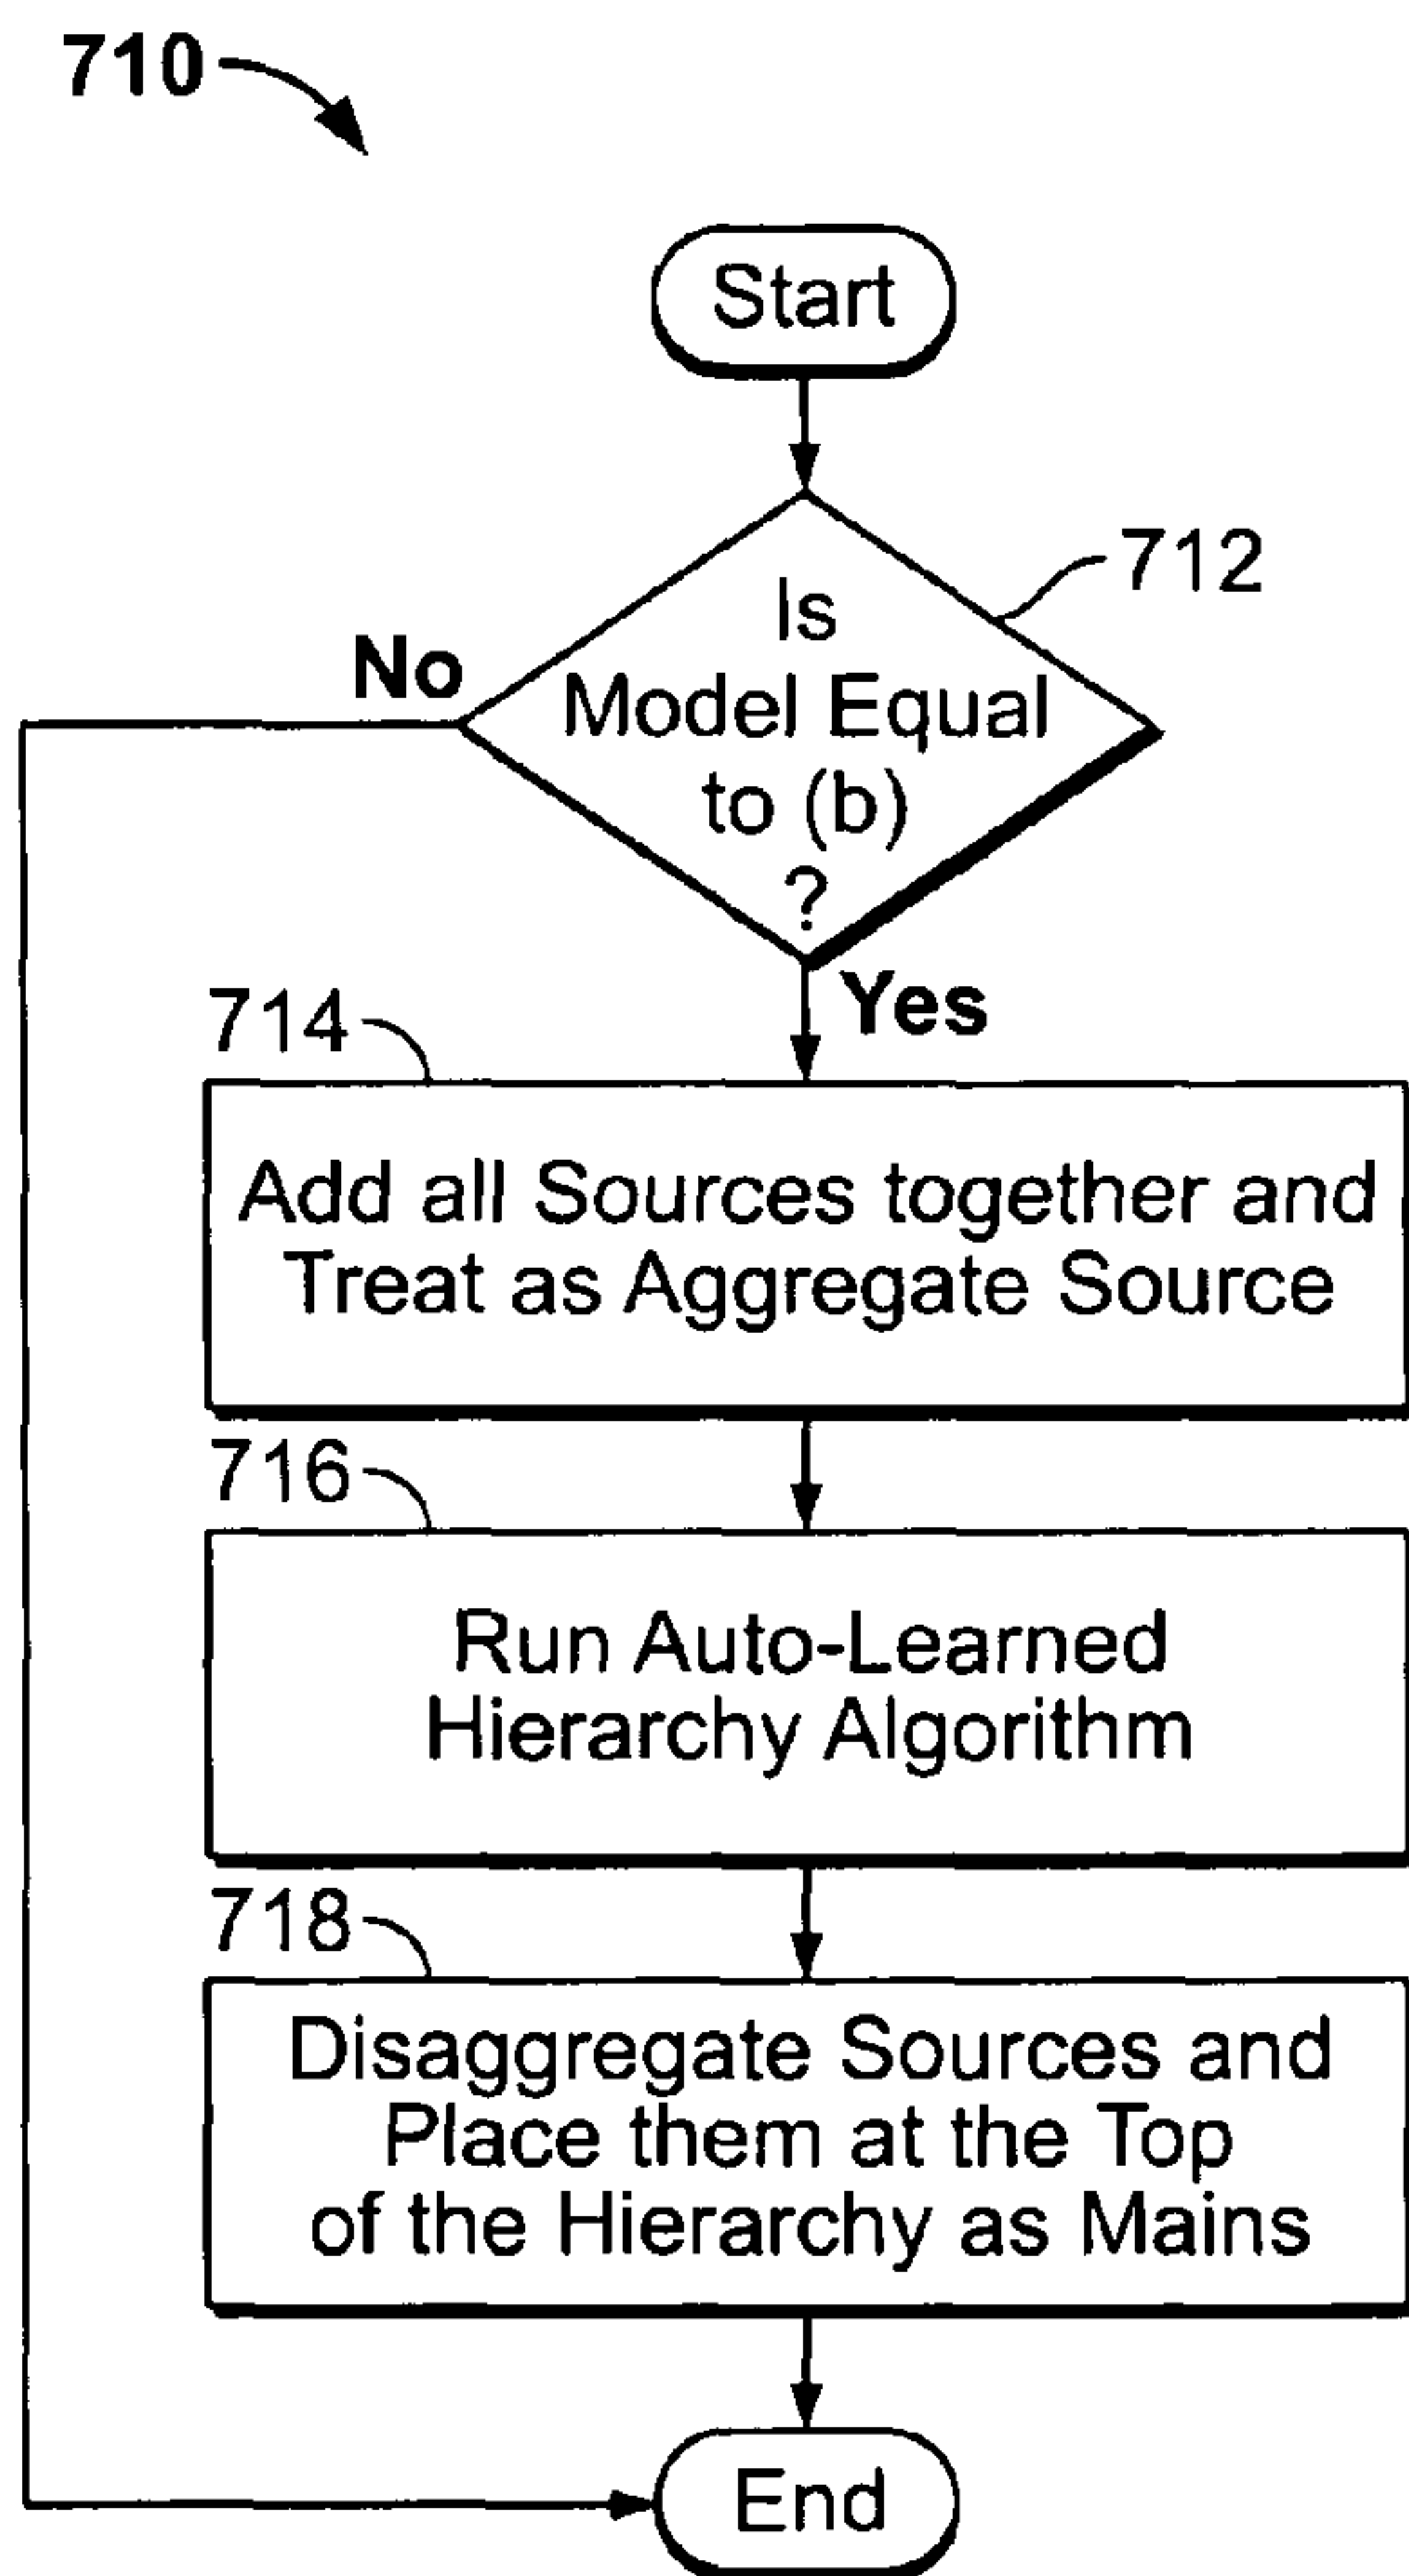 710
Start
712
Is
Model Equal
to (b)
?
No
Yes
714
Add all Sources together and
Treat as Aggregate Source
716
Run Auto-Learned
Hierarchy Algorithm
718
Disaggregate Sources and
Place them at the Top
of the Hierarchy as Mains
End